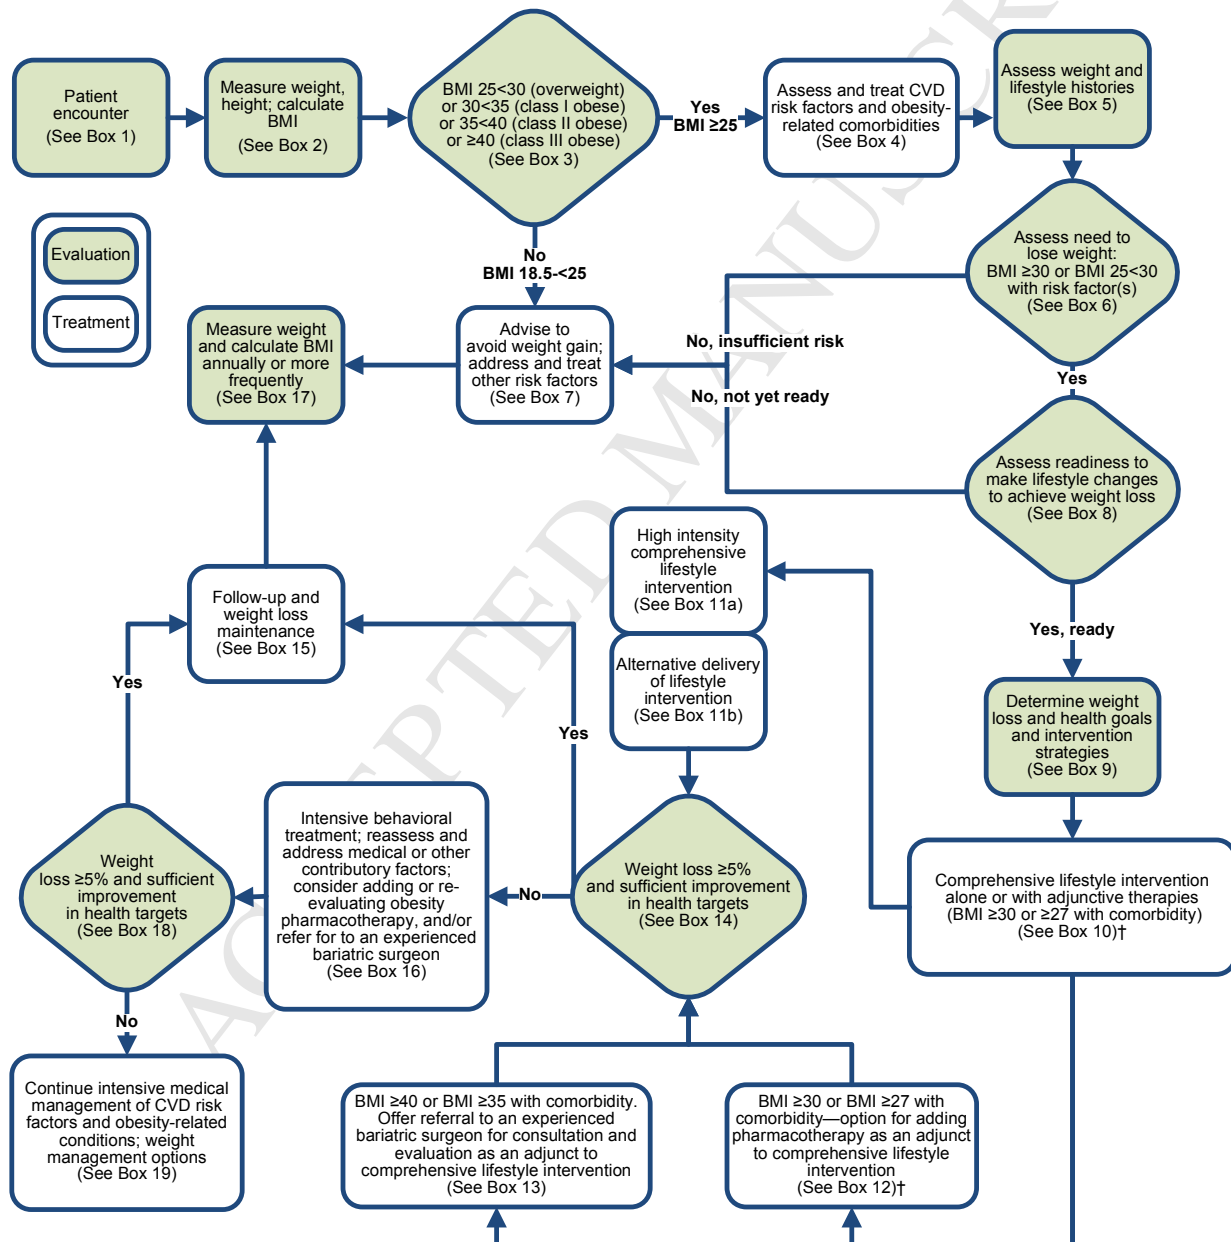 Patient
encounter
(See Box 1)
Measure weight,
height; calculate
BMI
(See Box 2)
BMI 25<30 (overweight)
or 30<35 (class I obese)
or 35<40 (class II obese)
or ≥40 (class III obese)
(See Box 3)
Yes
BMI ≥25
Assess and treat CVD
risk factors and obesity-
related comorbidities
(See Box 4)
Assess weight and
lifestyle histories
(See Box 5)
Evaluation
Treatment
No
BMI 18.5-<25
Assess need to
lose weight:
BMI ≥30 or BMI 25<30
with risk factor(s)
(See Box 6)
Measure weight
and calculate BMI
annually or more
frequently
(See Box 17)
Advise to
avoid weight gain;
address and treat
other risk factors
(See Box 7)
No, insufficient risk
No, not yet ready
Yes
Assess readiness to
make lifestyle changes
to achieve weight loss
(See Box 8)
High intensity
comprehensive
lifestyle
intervention
(See Box 11a)
Follow-up and
weight loss
maintenance
(See Box 15)
Yes, ready
Alternative delivery
of lifestyle
intervention
(See Box 11b)
Yes
Yes
Determine weight
loss and health goals
and intervention
strategies
(See Box 9)
Weight
loss ≥5% and sufficient
improvement
in health targets
(See Box 18)
Intensive behavioral
treatment; reassess and
address medical or other
contributory factors;
consider adding or re-
evaluating obesity
pharmacotherapy, and/or
refer for to an experienced
bariatric surgeon
(See Box 16)
No
Weight loss ≥5%
and sufficient improvement
in health targets
(See Box 14)
Comprehensive lifestyle intervention
alone or with adjunctive therapies
(BMI ≥30 or ≥27 with comorbidity)
(See Box 10)†
No
Continue intensive medical
management of CVD risk
factors and obesity-related
conditions; weight
management options
(See Box 19)
BMI ≥40 or BMI ≥35 with comorbidity.
Offer referral to an experienced
bariatric surgeon for consultation and
evaluation as an adjunct to
comprehensive lifestyle intervention
(See Box 13)
BMI ≥30 or BMI ≥27 with
comorbidity—option for adding
pharmacotherapy as an adjunct
to comprehensive lifestyle
intervention
(See Box 12)†
ACCEPTED MANUSCR